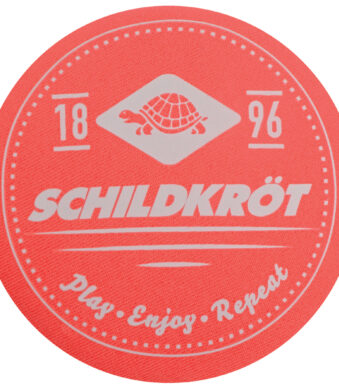 18 96
SCHILDKRÖT
Play • Enjoy • Repeat